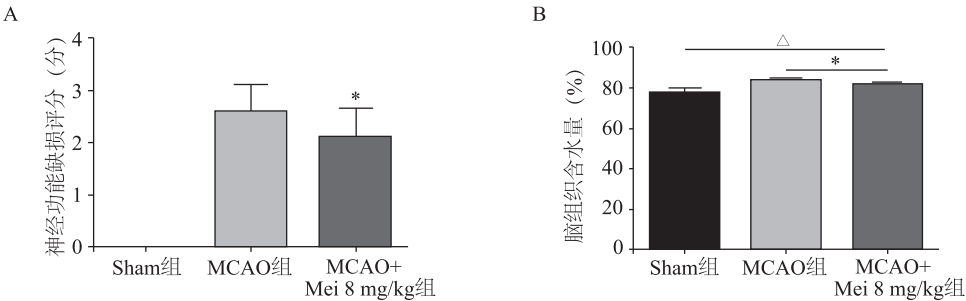 A
神经功能缺损评分（分）
4
3
2
1
0
*
Sham组
MCAO组
MCAO+
Mei 8 mg/kg组
B
脑组织含水量（%）
100
80
60
40
20
0
△
*
Sham组
MCAO组
MCAO+
Mei 8 mg/kg组